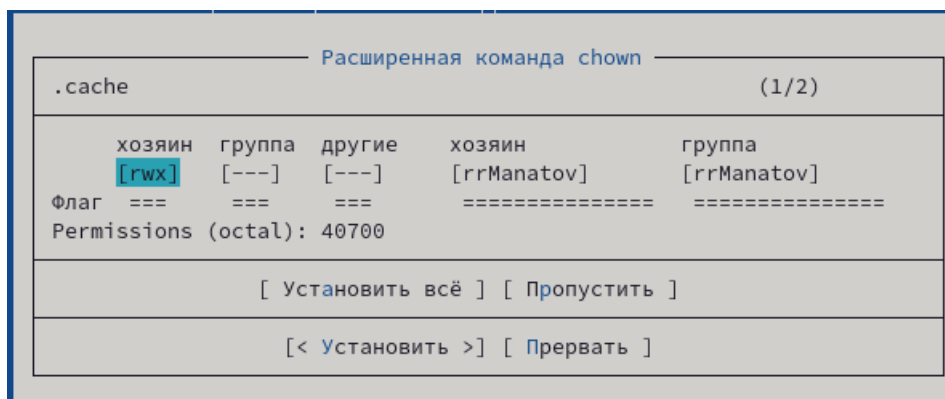 Расширенная команда chown
.cache (1/2)
хозяин группа другие хозяин группа
[rwx] [---] [---] [rrManatov] [rrManatov]
Флаг === === === =============== ===============
Permissions (octal): 40700
[ Установить всё ] [ Пропустить ]
[< Установить >] [ Прервать ]